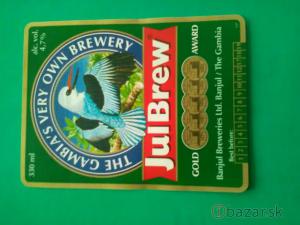 THE GAMBIA'S VERY OWN BREWERY
alc. vol.
4.7%
330 ml
JulBrew
GOLD AWARD
Banjul Breweries Ltd. Banjul / The Gambia
Best before:
bazar.sk